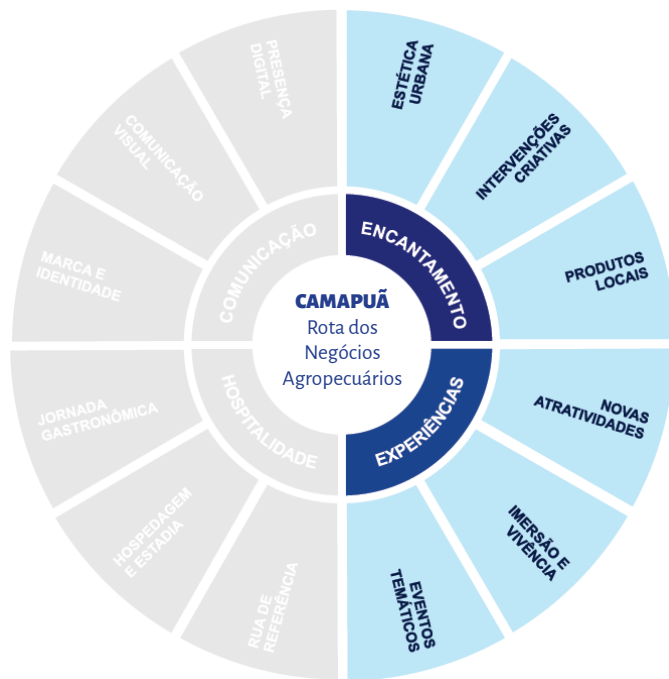 CAMAPUÃ
Rota dos
Negócios
Agropecuários
ENCANTAMENTO
ESTÉTICA
URBANA
INTERVENÇÕES
CRIATIVAS
PRODUTOS
LOCAIS
EXPERIÊNCIAS
NOVAS
ATRATIVIDADES
IMERSÃO E
VIVÊNCIA
EVENTOS
TEMÁTICOS
HOSPITALIDADE
RUA DE
REFERÊNCIA
HOSPEDAGEM
E ESTADIA
JORNADA
GASTRONÔMICA
COMUNICAÇÃO
MARCA E
IDENTIDADE
COMUNICAÇÃO
VISUAL
PRESENÇA
DIGITAL